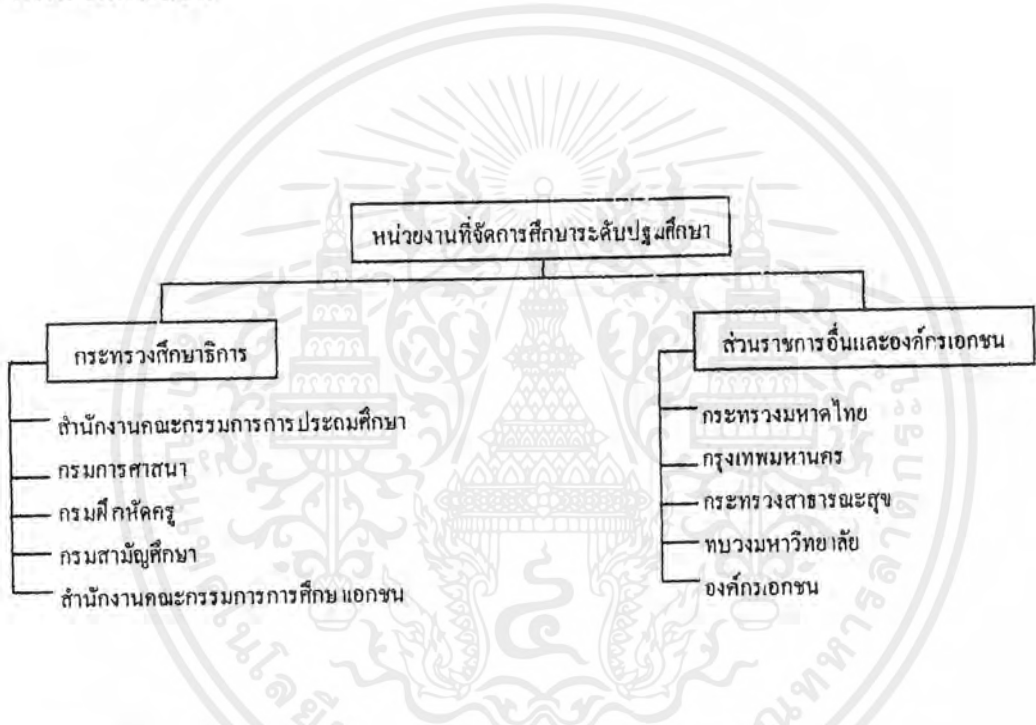 หน่วยงานที่จัดการศึกษาระดับปฐมศึกษา
กระทรวงศึกษาธิการ
สำนักงานคณะกรรมการการประถมศึกษา
กรมการศาสนา
กรมฝึกหัดครู
กรมสามัญศึกษา
สำนักงานคณะกรรมการการศึกษาเอกชน
ส่วนราชการอื่นและองค์กรเอกชน
กระทรวงมหาดไทย
กรุงเทพมหานคร
กระทรวงสาธารณะสุข
ทบวงมหาวิทยาลัย
องค์กรเอกชน